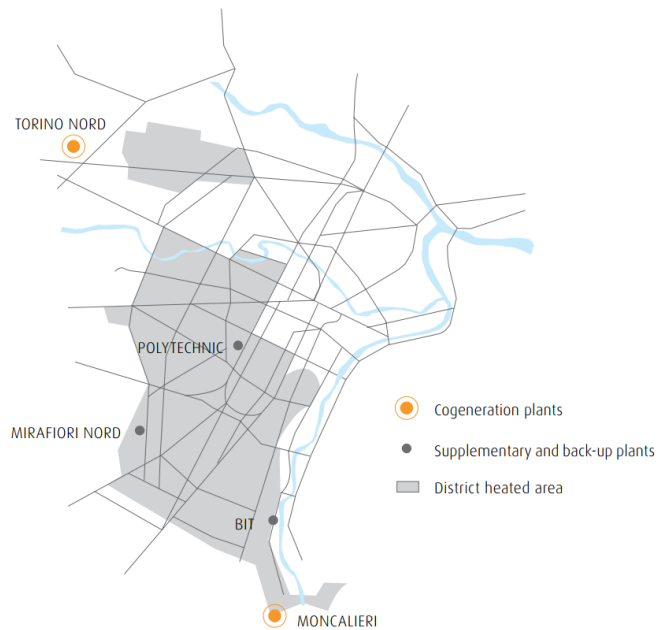 TORINO NORD
POLYTECHNIC
MIRAFIORI NORD
BIT
MONCALIERI
Cogeneration plants
Supplementary and back-up plants
District heated area